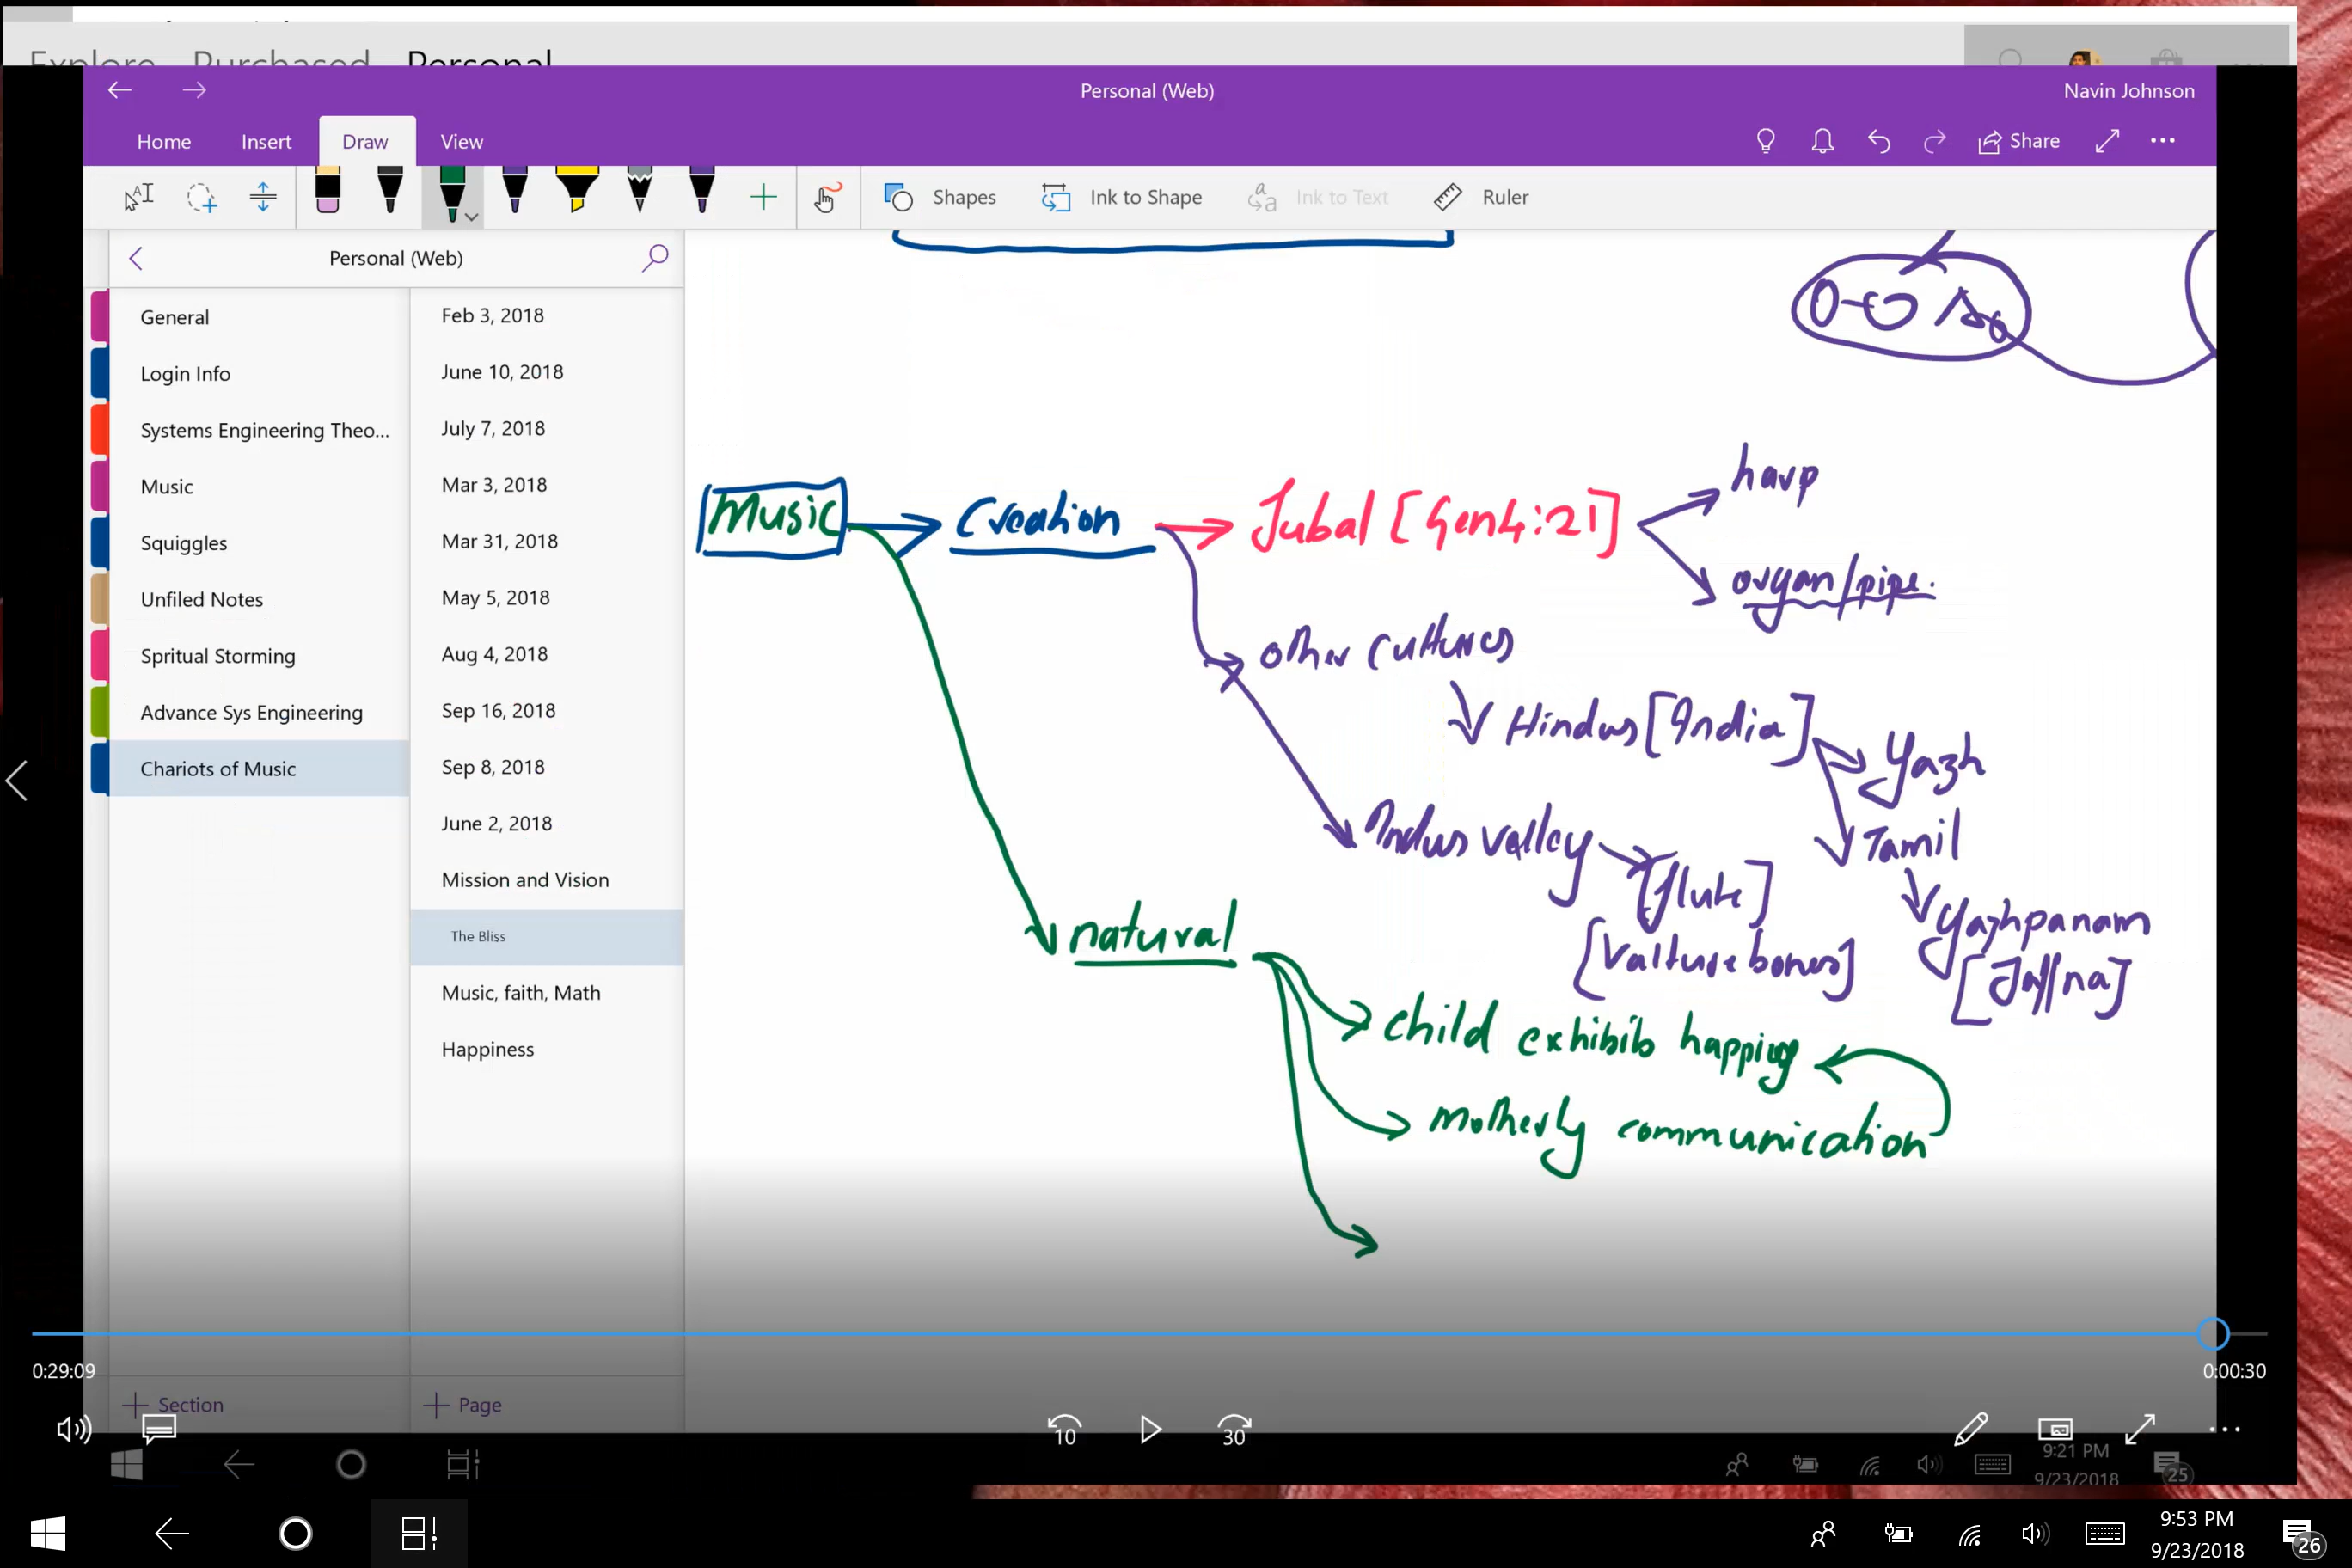 Explore Purchased Personal
Personal (Web)
Navin Johnson
Home Insert Draw View
Share
Shapes Ink to Shape Ink to Text Ruler
Personal (Web)
General
Login Info
Systems Engineering Theo...
Music
Squiggles
Unfiled Notes
Spritual Storming
Advance Sys Engineering
Chariots of Music
Feb 3, 2018
June 10, 2018
July 7, 2018
Mar 3, 2018
Mar 31, 2018
May 5, 2018
Aug 4, 2018
Sep 16, 2018
Sep 8, 2018
June 2, 2018
Mission and Vision
The Bliss
Music, faith, Math
Happiness
Music
Creation
Jubal [Gen4:21]
harp
organ/pipe.
other cultures
Hindus [India]
Yazh
Tamil
Yazhpanam
[Jaffna]
Indus valley
[flute]
[Valture bones]
natural
child exhibits
motherly communication
0:29:09
0:00:30
Section
Page
10
30
9:21 PM
9/23/2018
25
9:53 PM
9/23/2018
26